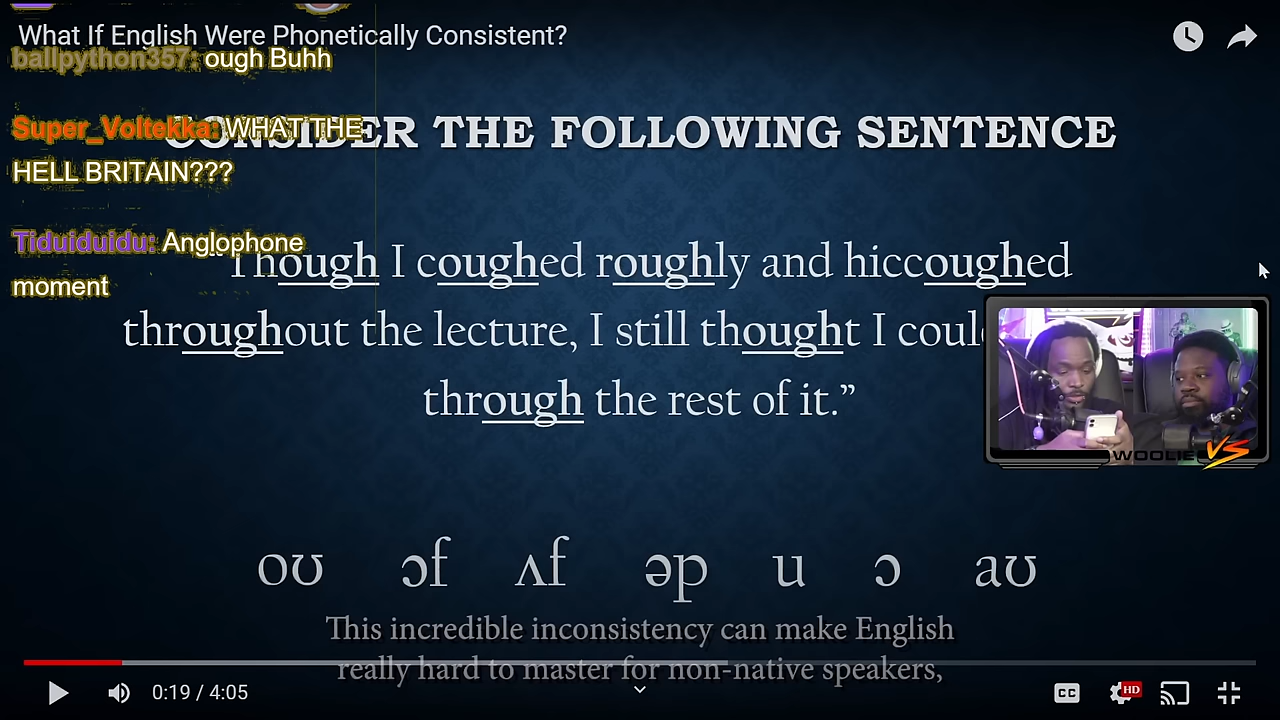 What If English Were Phonetically Consistent?
ballpython357: ough Buhh
Super_Voltekka: WHAT THE
HELL BRITAIN???
Tiduiduidu: Anglophone
moment
CONSIDER THE FOLLOWING SENTENCE
“Though I coughed roughly and hiccoughed
throughout the lecture, I still thought I
through the rest of it.”
oʊ ɔf ʌf əp u ɔ aʊ
This incredible inconsistency can make English
really hard to master for non-native speakers,
0:19 / 4:05
CC
HD
WOOLIE VS